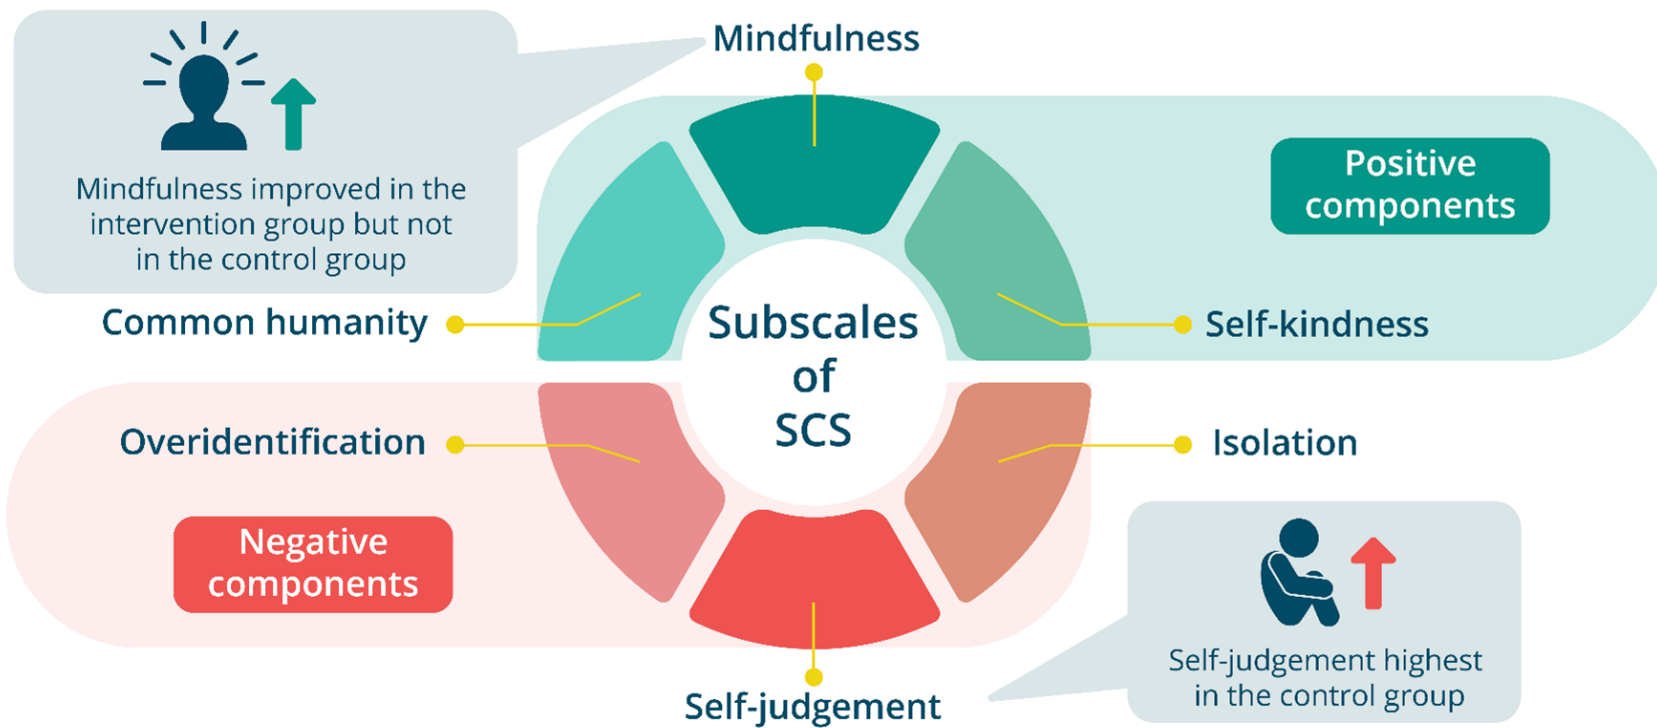 Mindfulness
Mindfulness improved in the
intervention group but not
in the control group
Positive
components
Common humanity
Self-kindness
Subscales
of
SCS
Overidentification
Isolation
Negative
components
Self-judgement
Self-judgement highest
in the control group